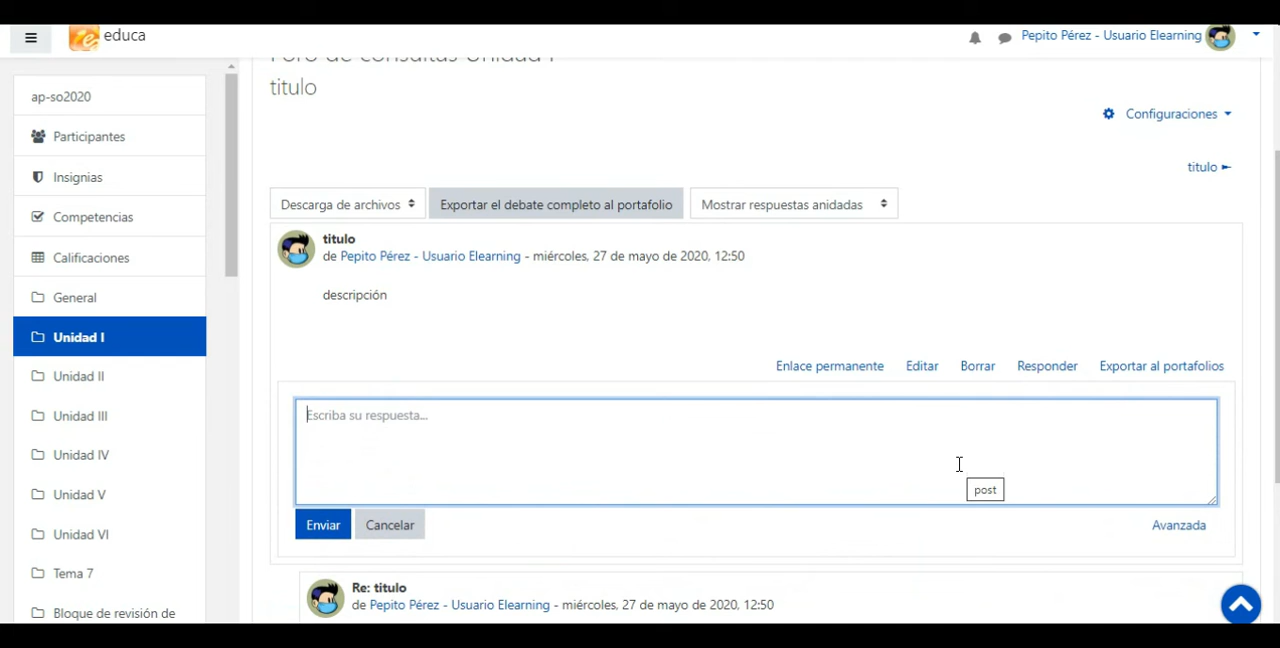 educa
Pepito Pérez - Usuario Elearning
Foro de consultas Unidad I
titulo
ap-so2020
Participantes
Insignias
Competencias
Calificaciones
General
Unidad I
Unidad II
Unidad III
Unidad IV
Unidad V
Unidad VI
Tema 7
Bloque de revisión de
Configuraciones
titulo ►
Descarga de archivos
Exportar el debate completo al portafolio
Mostrar respuestas anidadas
titulo
de Pepito Pérez - Usuario Elearning - miércoles, 27 de mayo de 2020, 12:50
descripción
Enlace permanente Editar Borrar Responder Exportar al portafolios
Escriba su respuesta...
post
Enviar
Cancelar
Avanzada
Re: titulo
de Pepito Pérez - Usuario Elearning - miércoles, 27 de mayo de 2020, 12:50